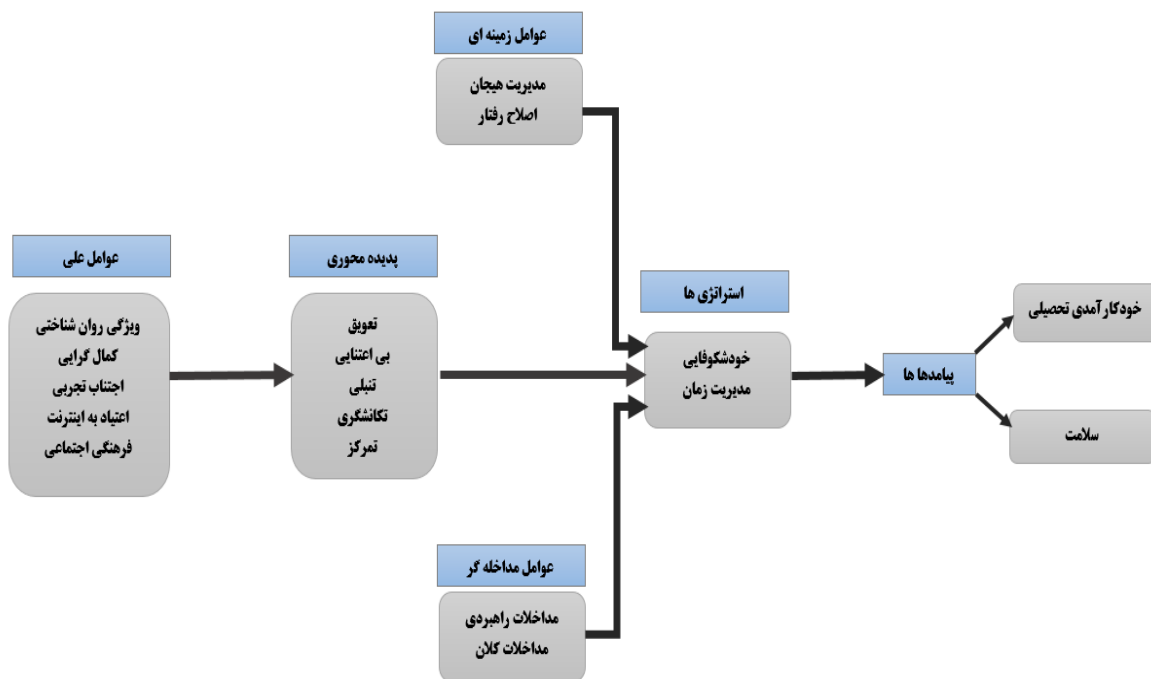 عوامل زمینه ای
مدیریت هیجان
اصلاح رفتار
عوامل علی
ویژگی روان شناختی
کمال گرایی
اجتناب تجربی
اعتیاد به اینترنت
فرهنگی اجتماعی
پدیده محوری
تعویق
بی اعتنایی
تنبلی
تکانشگری
تمرکز
استراتژی ها
خودشکوفایی
مدیریت زمان
پیامدها ها
خودکارآمدی تحصیلی
سلامت
عوامل مداخله گر
مداخلات راهبردی
مداخلات کلان